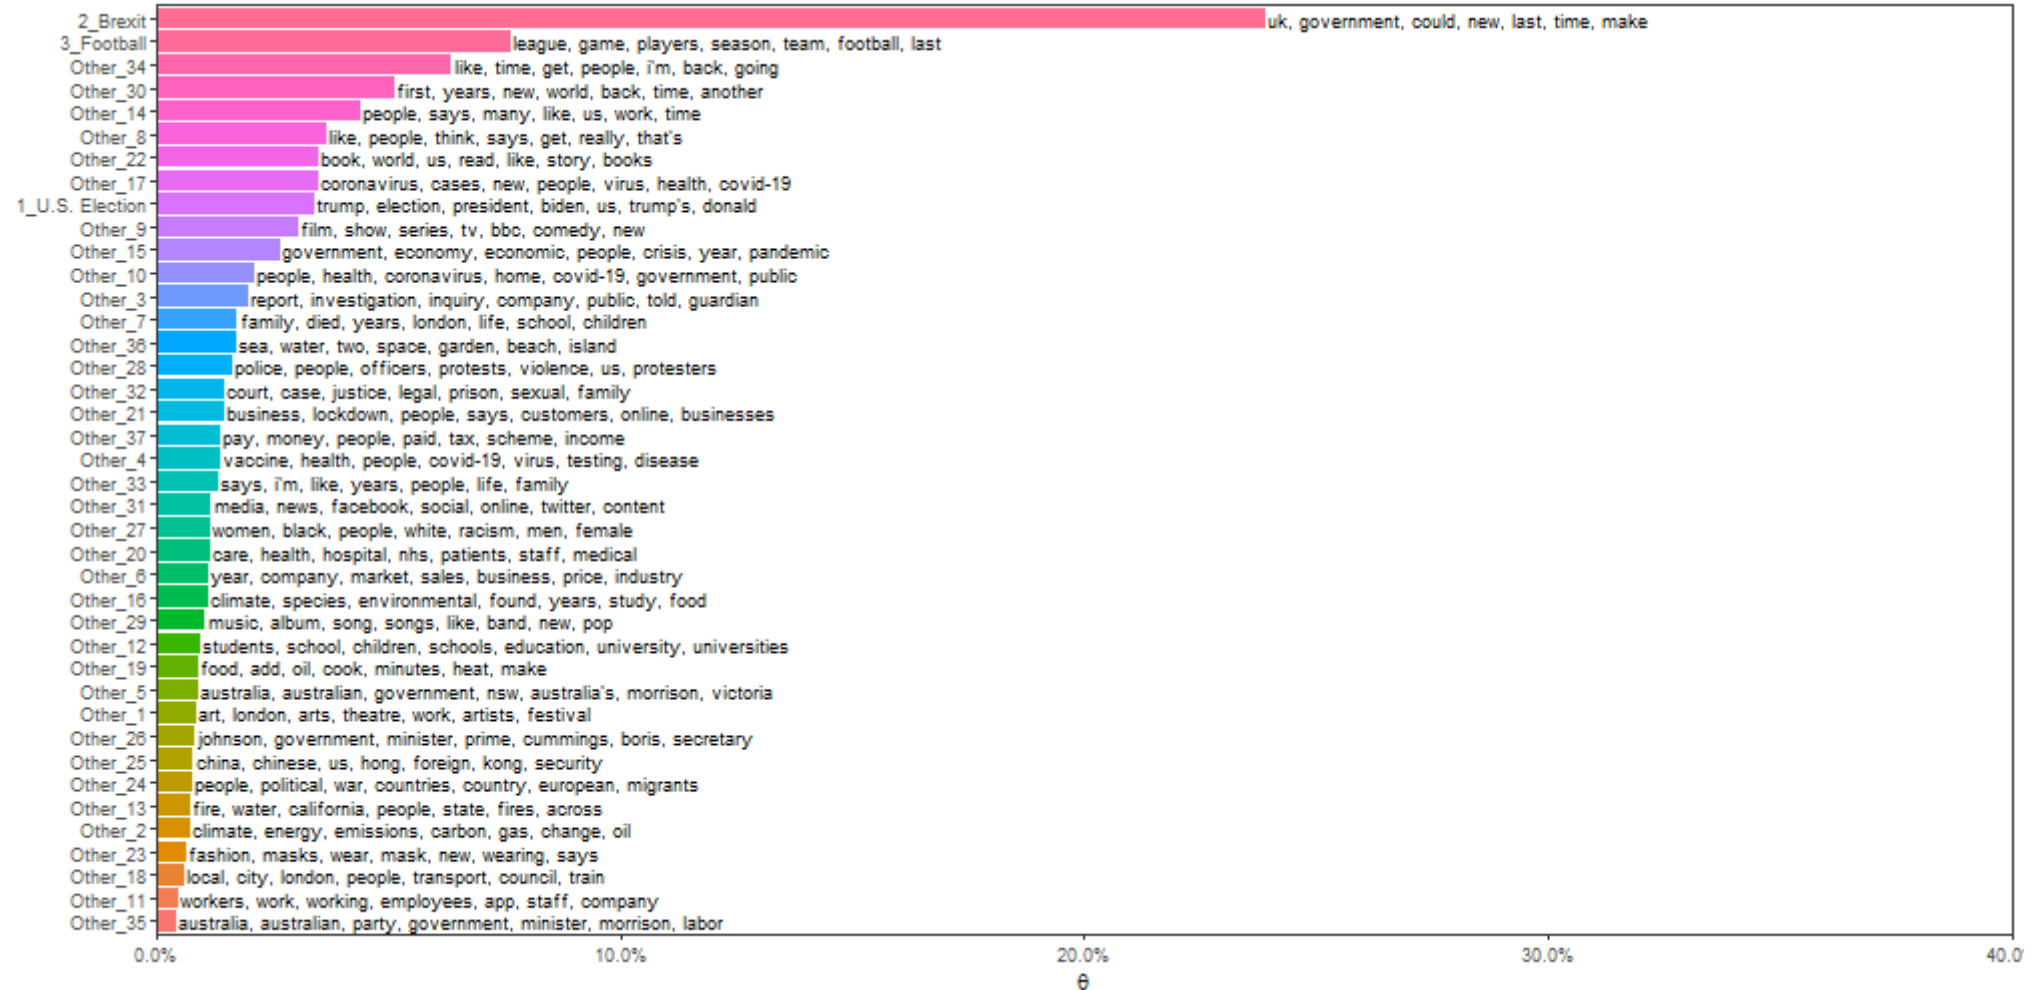 2_Brexit uk, government, could, new, last, time, make
3_Football league, game, players, season, team, football, last
Other_34 like, time, get, people, i'm, back, going
Other_30 first, years, new, world, back, time, another
Other_14 people, says, many, like, us, work, time
Other_8 like, people, think, says, get, really, that's
Other_22 book, world, us, read, like, story, books
Other_17 coronavirus, cases, new, people, virus, health, covid-19
1_U.S. Election trump, election, president, biden, us, trump's, donald
Other_9 film, show, series, tv, bbc, comedy, new
Other_15 government, economy, economic, people, crisis, year, pandemic
Other_10 people, health, coronavirus, home, covid-19, government, public
Other_3 report, investigation, inquiry, company, public, told, guardian
Other_7 family, died, years, london, life, school, children
Other_36 sea, water, two, space, garden, beach, island
Other_28 police, people, officers, protests, violence, us, protesters
Other_32 court, case, justice, legal, prison, sexual, family
Other_21 business, lockdown, people, says, customers, online, businesses
Other_37 pay, money, people, paid, tax, scheme, income
Other_4 vaccine, health, people, covid-19, virus, testing, disease
Other_33 says, i'm, like, years, people, life, family
Other_31 media, news, facebook, social, online, twitter, content
Other_27 women, black, people, white, racism, men, female
Other_20 care, health, hospital, nhs, patients, staff, medical
Other_6 year, company, market, sales, business, price, industry
Other_16 climate, species, environmental, found, years, study, food
Other_29 music, album, song, songs, like, band, new, pop
Other_12 students, school, children, schools, education, university, universities
Other_19 food, add, oil, cook, minutes, heat, make
Other_5 australia, australian, government, nsw, australia's, morrison, victoria
Other_1 art, london, arts, theatre, work, artists, festival
Other_26 johnson, government, minister, prime, cummings, boris, secretary
Other_25 china, chinese, us, hong, foreign, kong, security
Other_24 people, political, war, countries, country, european, migrants
Other_13 fire, water, california, people, state, fires, across
Other_2 climate, energy, emissions, carbon, gas, change, oil
Other_23 fashion, masks, wear, mask, new, wearing, says
Other_18 local, city, london, people, transport, council, train
Other_11 workers, work, working, employees, app, staff, company
Other_35 australia, australian, party, government, minister, morrison, labor
0.0% 10.0% 20.0% 30.0% 40.0
θ